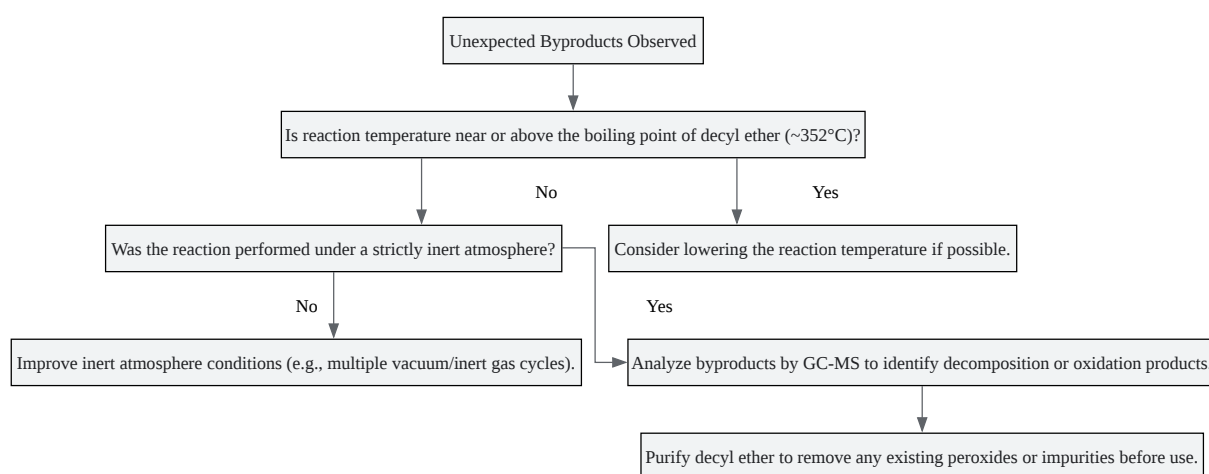 Unexpected Byproducts Observed
Is reaction temperature near or above the boiling point of decyl ether (~352°C)?
No
Yes
Was the reaction performed under a strictly inert atmosphere?
Consider lowering the reaction temperature if possible.
No
Yes
Improve inert atmosphere conditions (e.g., multiple vacuum/inert gas cycles).
Analyze byproducts by GC-MS to identify decomposition or oxidation products.
Purify decyl ether to remove any existing peroxides or impurities before use.